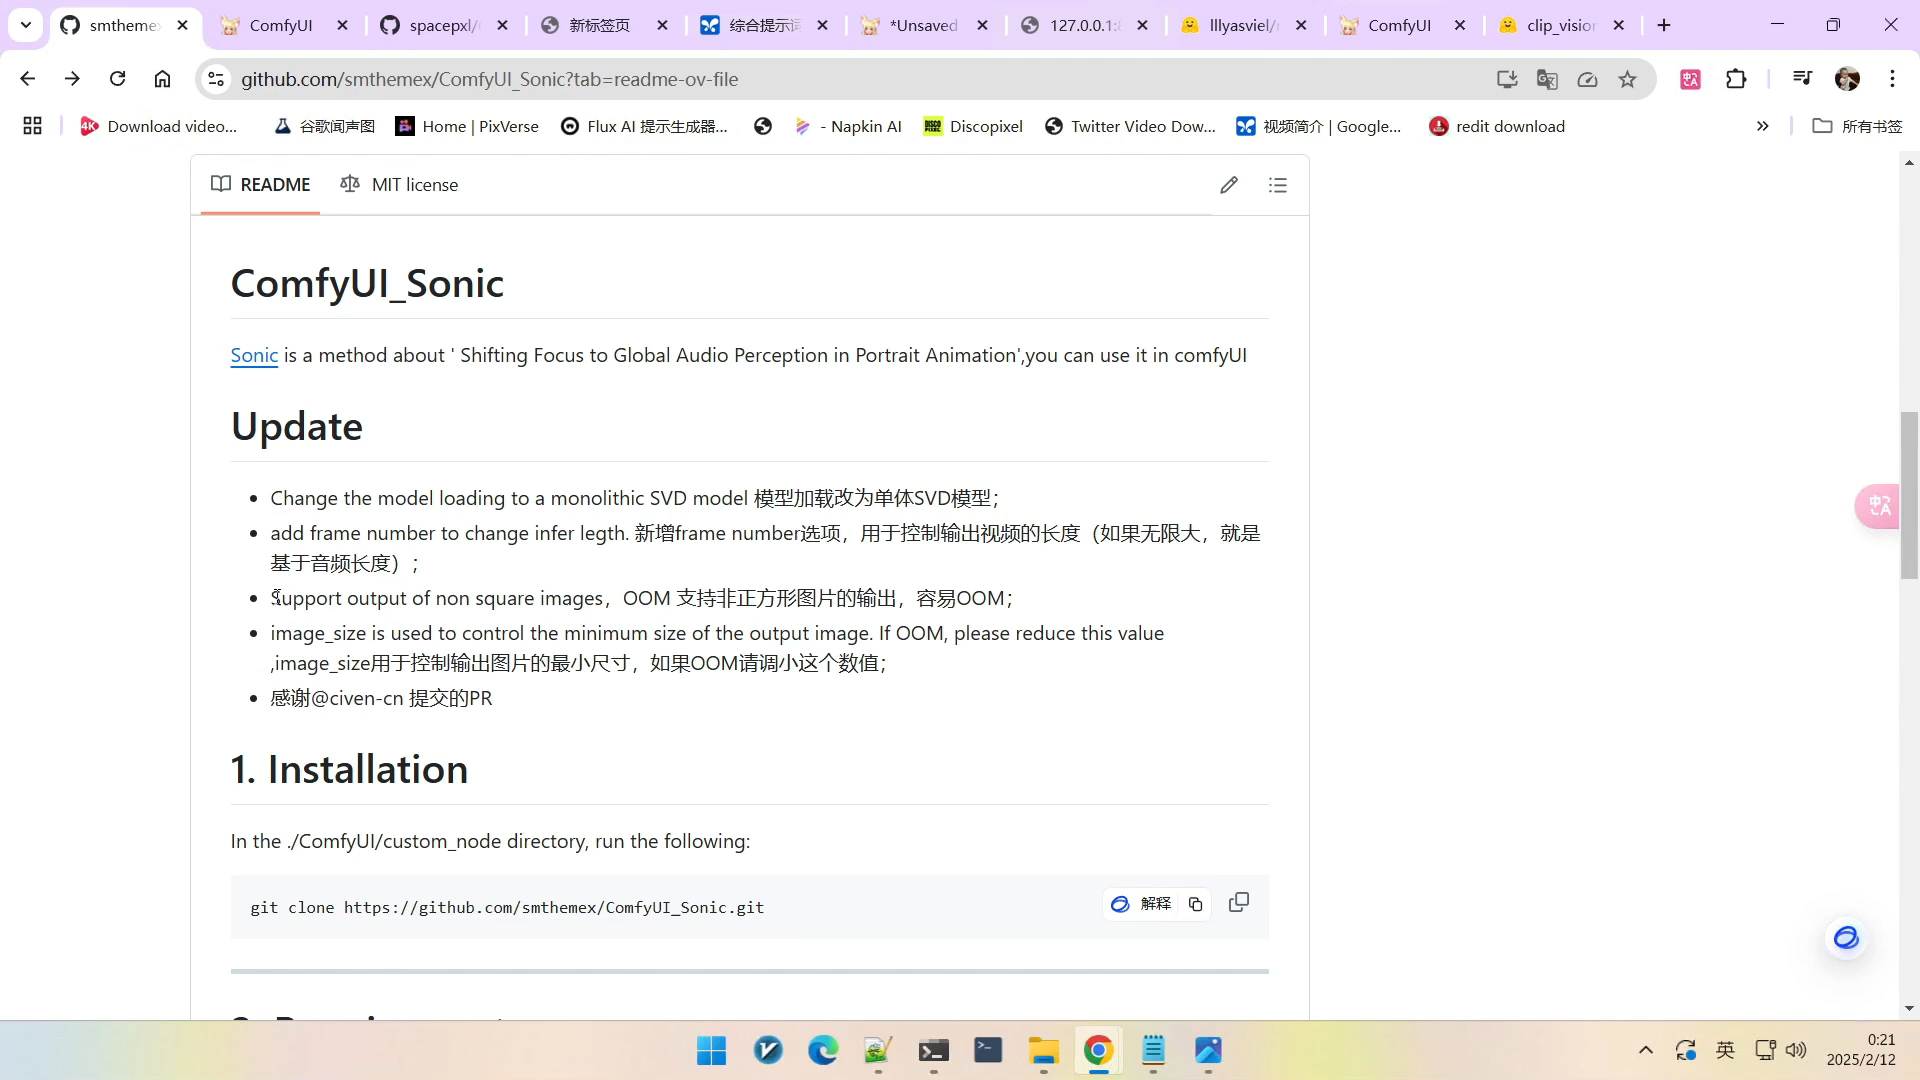 smtheme
ComfyUI
spacepxl/
新标签页
综合提示词
*Unsaved
127.0.0.1:
lllyasviel/
ComfyUI
clip_vision
github.com/smthemex/ComfyUI_Sonic?tab=readme-ov-file
Download video...
谷歌闻声图
Home | PixVerse
Flux AI 提示生成器...
- Napkin AI
Discopixel
Twitter Video Dow...
视频简介 | Google...
redit download
所有书签
README
MIT license
ComfyUI_Sonic
Sonic is a method about ' Shifting Focus to Global Audio Perception in Portrait Animation',you can use it in comfyUI
Update
Change the model loading to a monolithic SVD model 模型加载改为单体SVD模型；
add frame number to change infer legth. 新增frame number选项，用于控制输出视频的长度（如果无限大，就是
基于音频长度）；
Support output of non square images，OOM 支持非正方形图片的输出，容易OOM；
image_size is used to control the minimum size of the output image. If OOM, please reduce this value
,image_size用于控制输出图片的最小尺寸，如果OOM请调小这个数值；
感谢@civen-cn 提交的PR
1. Installation
In the ./ComfyUI/custom_node directory, run the following:
git clone https://github.com/smthemex/ComfyUI_Sonic.git
解释
英
0:21
2025/2/12